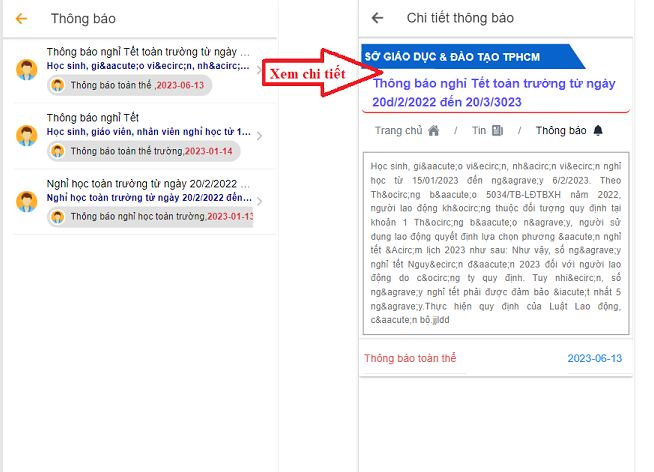 Thông báo
Thông báo nghỉ Tết toàn trường từ ngày ...
Học sinh, gi&aacute;o vi&ecirc;n, nh&acirc;...
Thông báo toàn thể ,2023-06-13
Thông báo nghỉ Tết
Học sinh, giáo viên, nhân viên nghỉ học từ 1...
Thông báo toàn thể trường,2023-01-14
Nghỉ học toàn trường từ ngày 20/2/2022 ...
Nghỉ học toàn trường từ ngày 20/2/2022 đến...
Thông báo nghỉ học toàn trường,2023-01-13
Xem chi tiết
Chi tiết thông báo
SỞ GIÁO DỤC & ĐÀO TẠO TPHCM
Thông báo nghỉ Tết toàn trường từ ngày
20d/2/2022 đến 20/3/3023
Trang chủ / Tin / Thông báo
Học sinh, gi&aacute;o vi&ecirc;n, nh&acirc;n vi&ecirc;n nghỉ
học từ 15/01/2023 đến ng&agrave;y 6/2/2023. Theo
Th&ocirc;ng b&aacute;o 5034/TB-LĐTBXH năm 2022,
người lao động kh&ocirc;ng thuộc đối tượng quy định tại
khoản 1 Th&ocirc;ng b&aacute;o n&agrave;y, người sử
dụng lao động quyết định lựa chọn phương &aacute;n nghỉ
tết &Acirc;m lịch 2023 như sau: Như vậy, số ng&agrave;y
nghỉ tết Nguy&ecirc;n đ&aacute;n 2023 đối với người lao
động do c&ocirc;ng ty quy định. Tuy nhi&ecirc;n, số
ng&agrave;y nghỉ tết phải được đảm bảo &iacute;t nhất 5
ng&agrave;y.Thực hiện quy định của Luật Lao động,
c&aacute;n bộ.jjldd
Thông báo toàn thể 2023-06-13